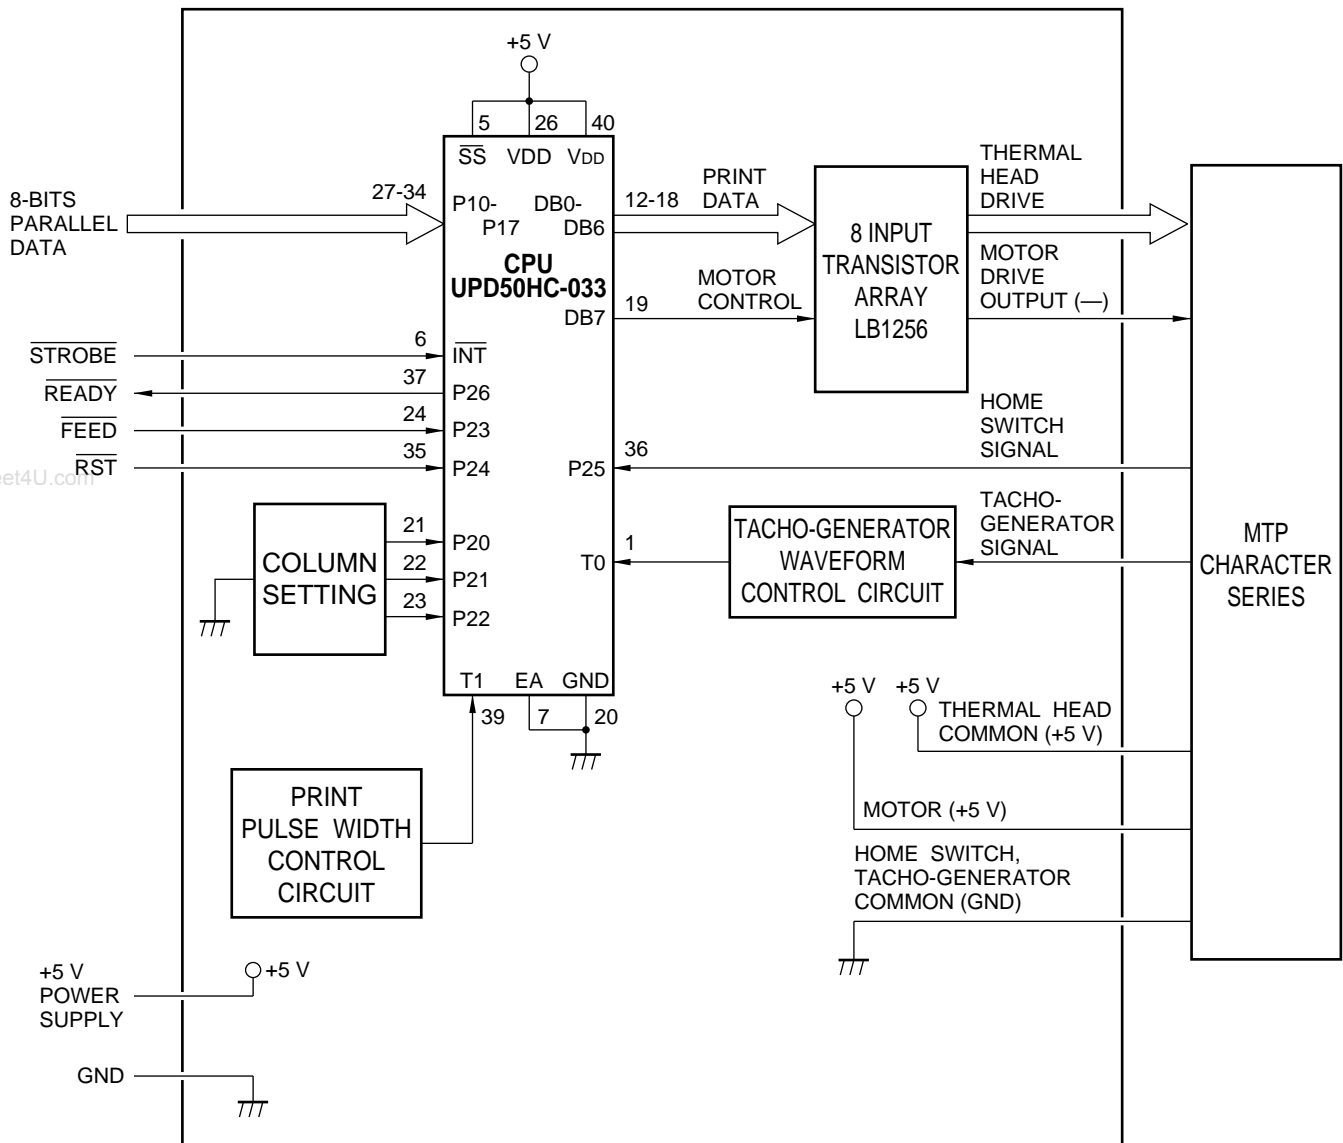 +5 V
5 26 40
SS VDD VDD
8-BITS
PARALLEL
DATA
27-34
P10-
P17
DB0-
DB6
12-18
PRINT
DATA
CPU
UPD50HC-033
DB7
19
MOTOR
CONTROL
8 INPUT
TRANSISTOR
ARRAY
LB1256
THERMAL
HEAD
DRIVE
MOTOR
DRIVE
OUTPUT (—)
STROBE
6
INT
READY
37
P26
FEED
24
P23
RST
35
P24
eet4U.com
P25
36
HOME
SWITCH
SIGNAL
COLUMN
SETTING
21
P20
22
P21
23
P22
T0
1
TACHO-GENERATOR
WAVEFORM
CONTROL CIRCUIT
TACHO-
GENERATOR
SIGNAL
MTP
CHARACTER
SERIES
T1 EA GND
39 7 20
PRINT
PULSE WIDTH
CONTROL
CIRCUIT
+5 V +5 V
THERMAL HEAD
COMMON (+5 V)
MOTOR (+5 V)
HOME SWITCH,
TACHO-GENERATOR
COMMON (GND)
+5 V
POWER
SUPPLY
+5 V
GND